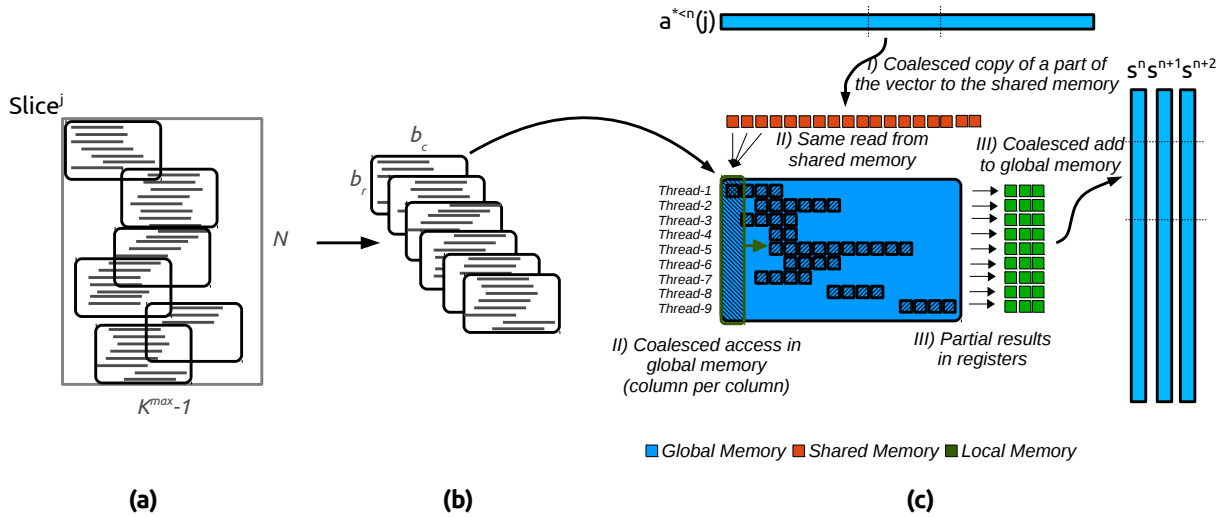 a*<n(j)
I) Coalesced copy of a part of
the vector to the shared memory
sⁿ sⁿ⁺¹ sⁿ⁺²
Sliceʲ
N
Kᵐᵃˣ-1
b_c
b_r
II) Same read from
shared memory
III) Coalesced add
to global memory
Thread-1
Thread-2
Thread-3
Thread-4
Thread-5
Thread-6
Thread-7
Thread-8
Thread-9
II) Coalesced access in
global memory
(column per column)
III) Partial results
in registers
Global Memory Shared Memory Local Memory
(a) (b) (c)